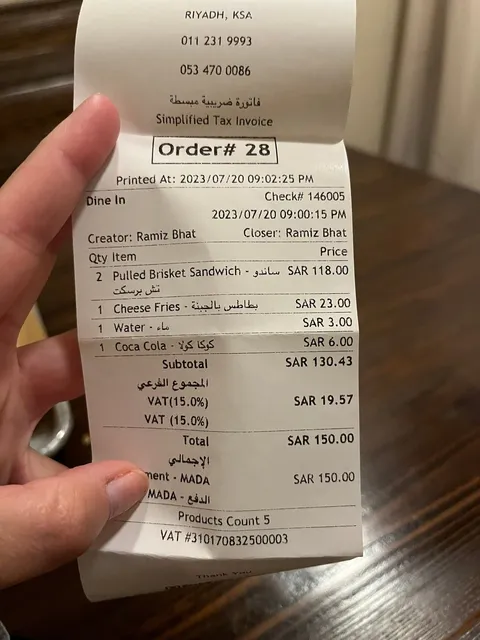 RIYADH, KSA
011 231 9993
053 470 0086
فاتورة ضريبية مبسطة
Simplified Tax Invoice
Order# 28
Printed At: 2023/07/20 09:02:25 PM
Dine In Check# 146005
2023/07/20 09:00:15 PM
Creator: Ramiz Bhat Closer: Ramiz Bhat
Qty Item Price
2 Pulled Brisket Sandwich - ساندو SAR 118.00
تش برسكت
1 Cheese Fries - بطاطس بالجبنة SAR 23.00
1 Water - ماء SAR 3.00
1 Coca Cola - كوكا كولا SAR 6.00
Subtotal SAR 130.43
المجموع الفرعي
VAT(15.0%) SAR 19.57
VAT (15.0%)
Total SAR 150.00
الإجمالي
ment - MADA SAR 150.00
MADA - الدفع
Products Count 5
VAT #310170832500003
Thank You